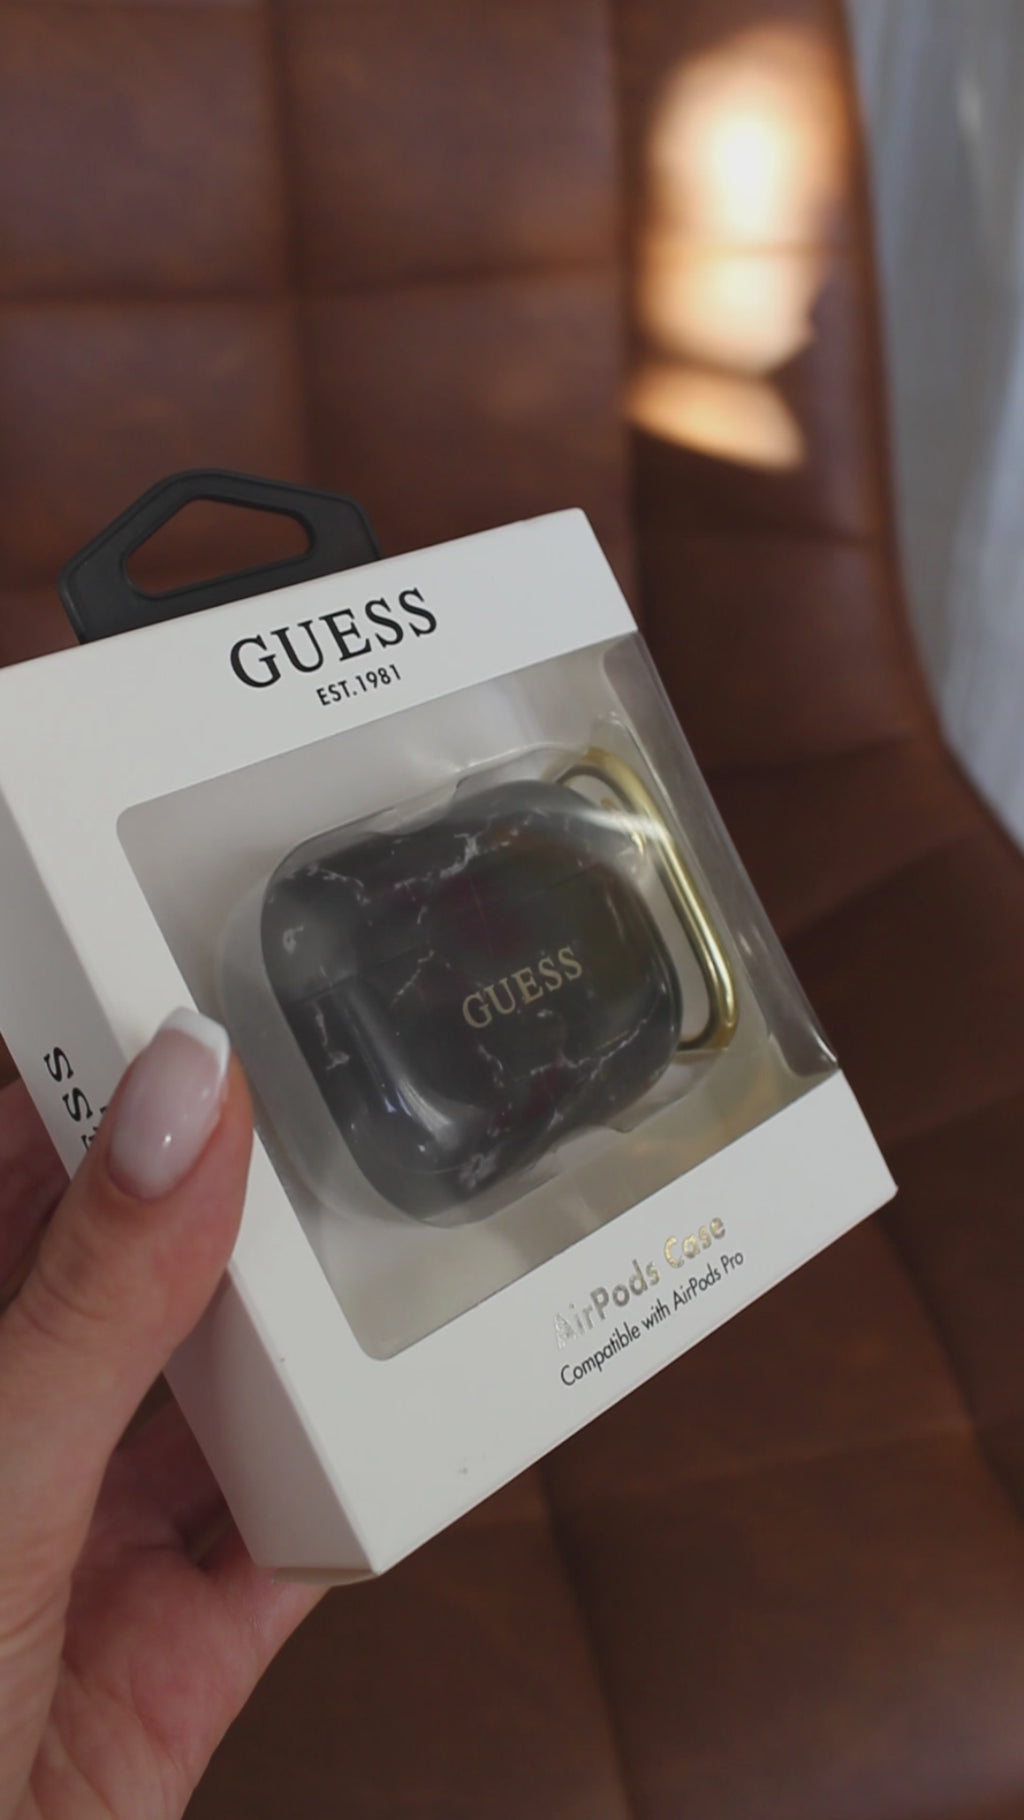 GUESS
EST.1981
GUESS
AirPods Case
Compatible with AirPods Pro